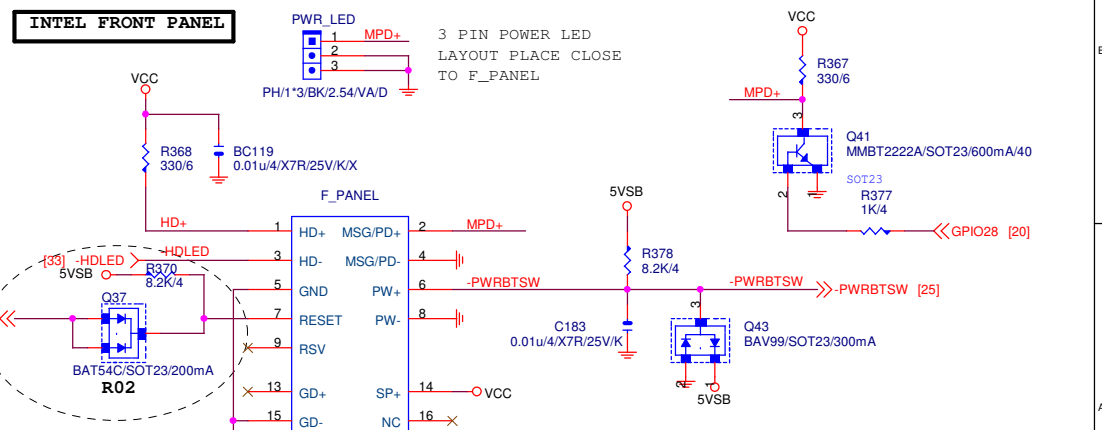 INTEL FRONT PANEL
PWR_LED
1 MPD+
2
3
PH/1*3/BK/2.54/VA/D
3 PIN POWER LED
LAYOUT PLACE CLOSE
TO F_PANEL
VCC
R367
330/6
MPD+
3
Q41
MMBT2222A/SOT23/600mA/40
SOT23
2
1
R377
1K/4
GPIO28 [20]
VCC
R368
330/6
BC119
0.01u/4/X7R/25V/K/X
F_PANEL
HD+ 1 HD+ MSG/PD+ 2 MPD+
[33] -HDLED -HDLED 3 HD- MSG/PD- 4
5VSB
R370
8.2K/4
5 GND PW+ 6 -PWRBTSW -PWRBTSW -PWRBTSW [25]
7 RESET PW- 8
9 RSV
13 GD+ SP+ 14 VCC
15 GD- NC 16
Q37
BAT54C/SOT23/200mA
R02
5VSB
R378
8.2K/4
C183
0.01u/4/X7R/25V/K
3
Q43
BAV99/SOT23/300mA
2
1
5VSB
B
A